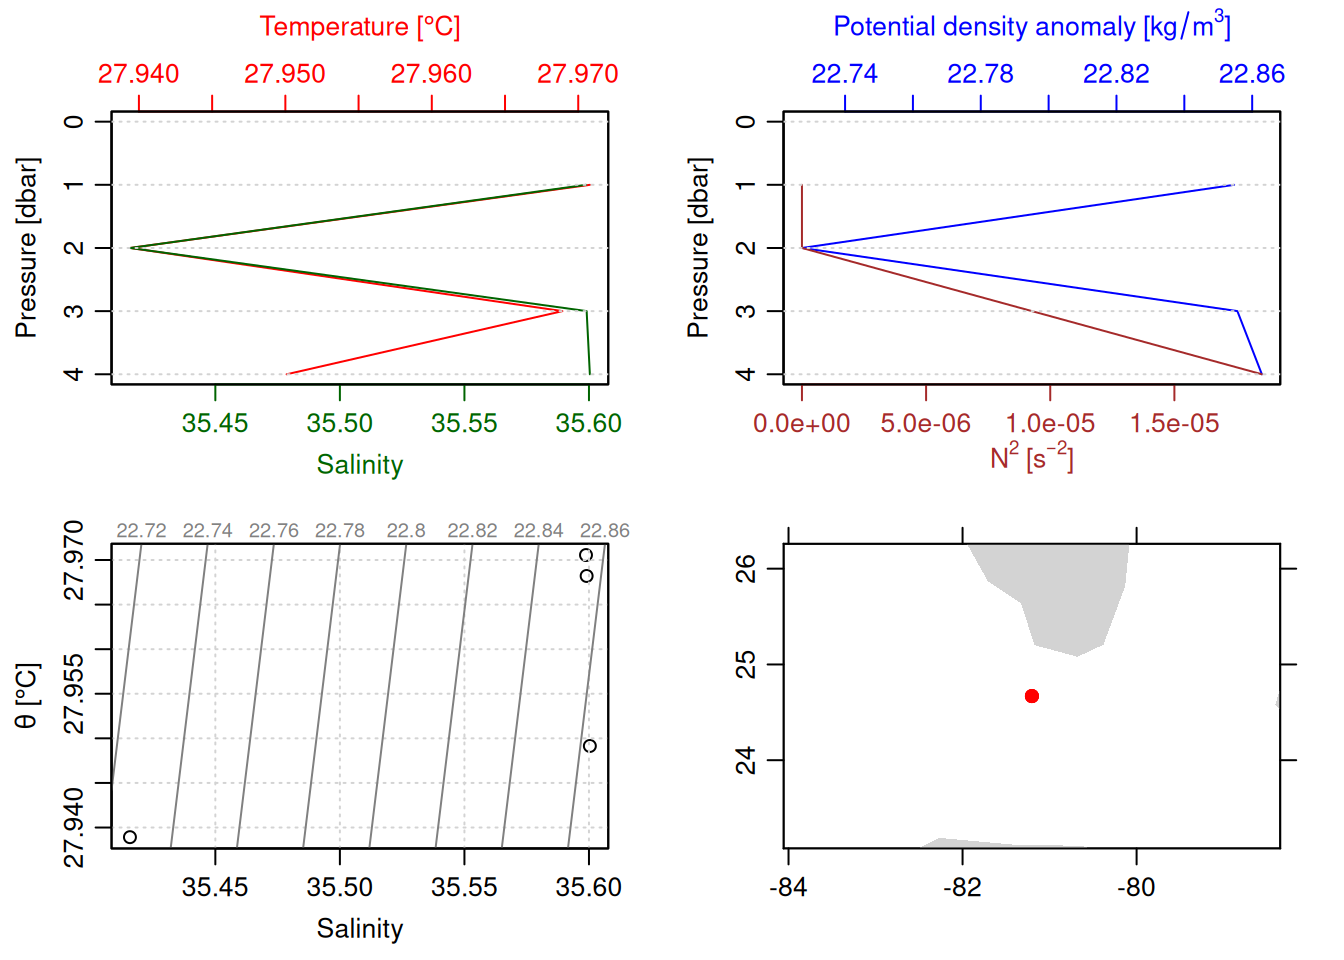 Temperature [°C]
27.940 27.950 27.960 27.970
Pressure [dbar]
0
1
2
3
4
35.45 35.50 35.55 35.60
Salinity
Potential density anomaly [kg/m³]
22.74 22.78 22.82 22.86
Pressure [dbar]
0
1
2
3
4
0.0e+00 5.0e-06 1.0e-05 1.5e-05
N² [s⁻²]
22.72 22.74 22.76 22.78 22.8 22.82 22.84 22.86
θ [°C]
27.970
27.955
27.940
35.45 35.50 35.55 35.60
Salinity
26
25
24
-84 -82 -80